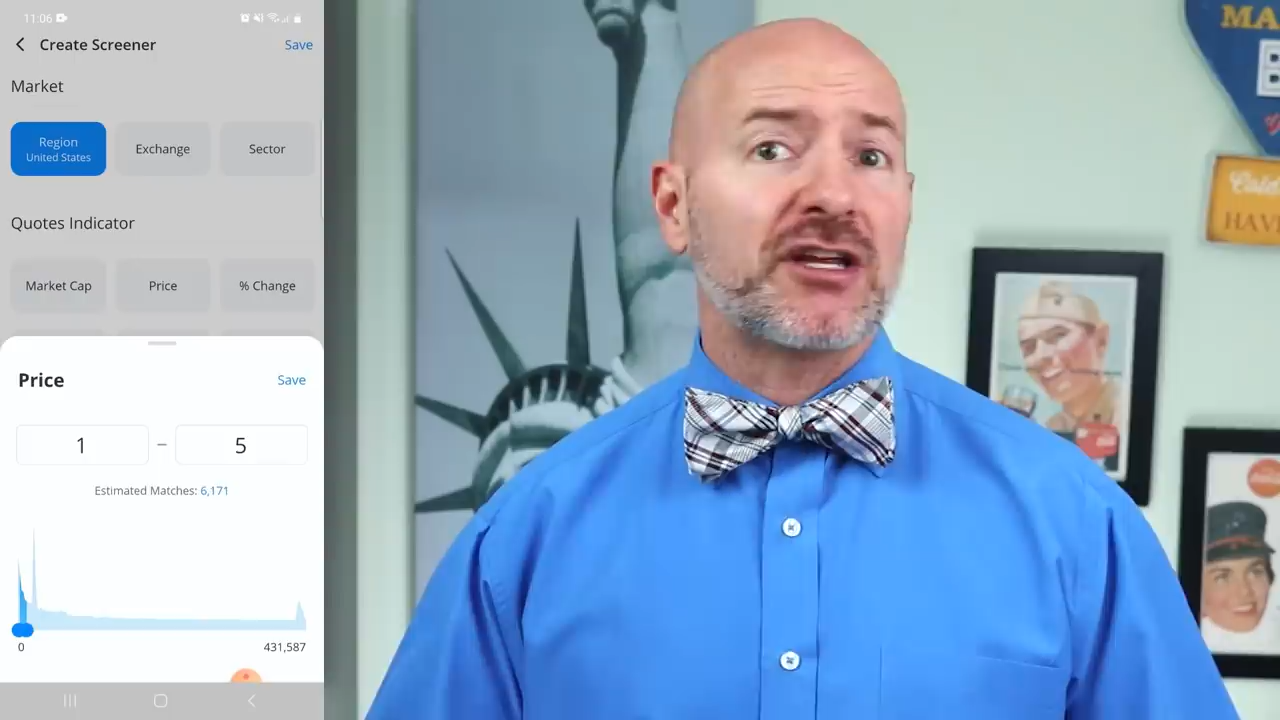 11:06
Create Screener
Save
Market
Region
United States
Exchange
Sector
Quotes Indicator
Market Cap
Price
% Change
Price
Save
1
–
5
Estimated Matches: 6,171
0
431,587
MA
B
HAV